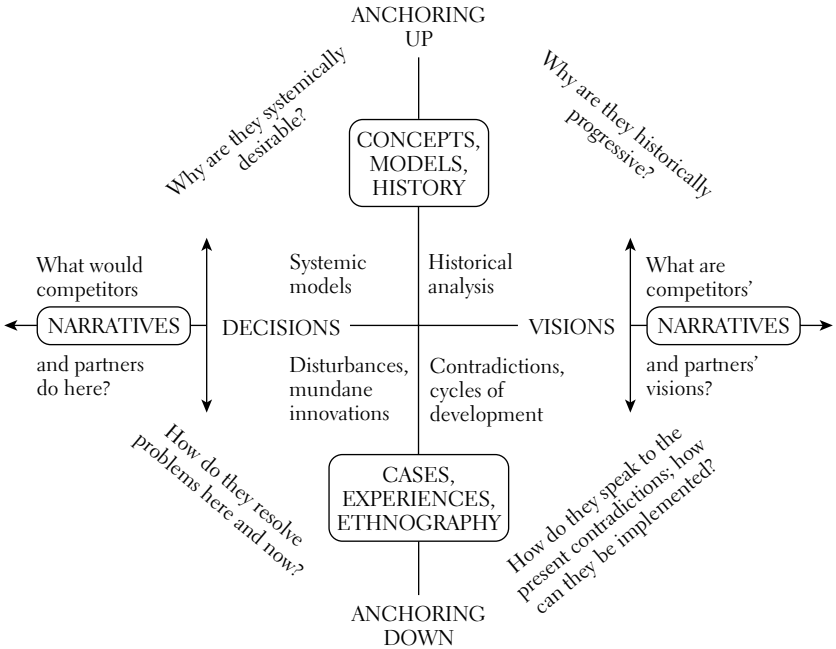 ANCHORING
UP
Why are they systemically
desirable?
Why are they historically
progressive?
CONCEPTS,
MODELS,
HISTORY
What would
competitors
NARRATIVES
and partners
do here?
Systemic
models
Historical
analysis
DECISIONS
VISIONS
What are
competitors’
NARRATIVES
and partners’
visions?
Disturbances,
mundane
innovations
Contradictions,
cycles of
development
How do they resolve
problems here and now?
CASES,
EXPERIENCES,
ETHNOGRAPHY
How do they speak to the
present contradictions; how
can they be implemented?
ANCHORING
DOWN